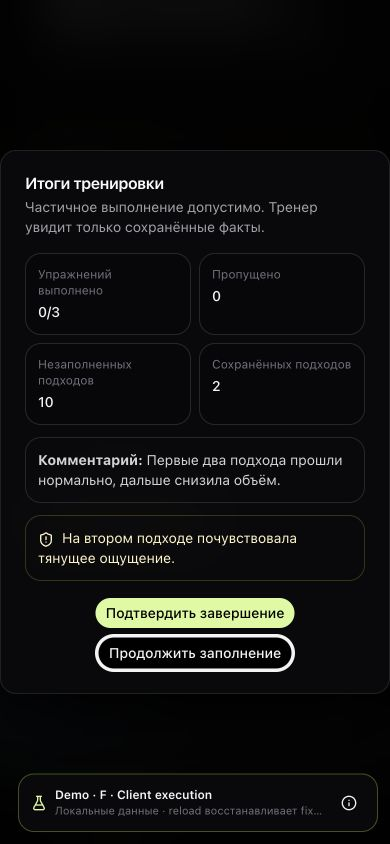 Итоги тренировки
Частичное выполнение допустимо. Тренер
увидит только сохранённые факты.
Упражнений
выполнено
0/3
Пропущено
0
Незаполненных
подходов
10
Сохранённых подходов
2
Комментарий: Первые два подхода прошли
нормально, дальше снизила объём.
На втором подходе почувствовала
тянущее ощущение.
Подтвердить завершение
Продолжить заполнение
Demo · F · Client execution
Локальные данные · reload восстанавливает fix...